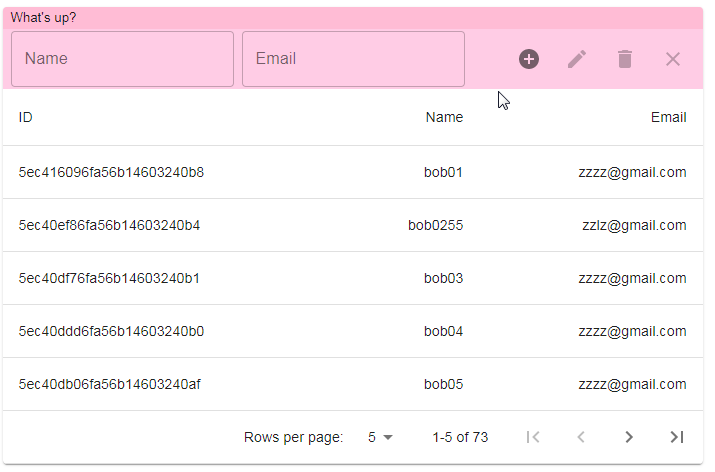 What's up?
Name Email
ID Name Email
5ec416096fa56b14603240b8 bob01 zzzz@gmail.com
5ec40ef86fa56b14603240b4 bob0255 zzlz@gmail.com
5ec40df76fa56b14603240b1 bob03 zzzz@gmail.com
5ec40ddd6fa56b14603240b0 bob04 zzzz@gmail.com
5ec40db06fa56b14603240af bob05 zzzz@gmail.com
Rows per page: 5 1-5 of 73